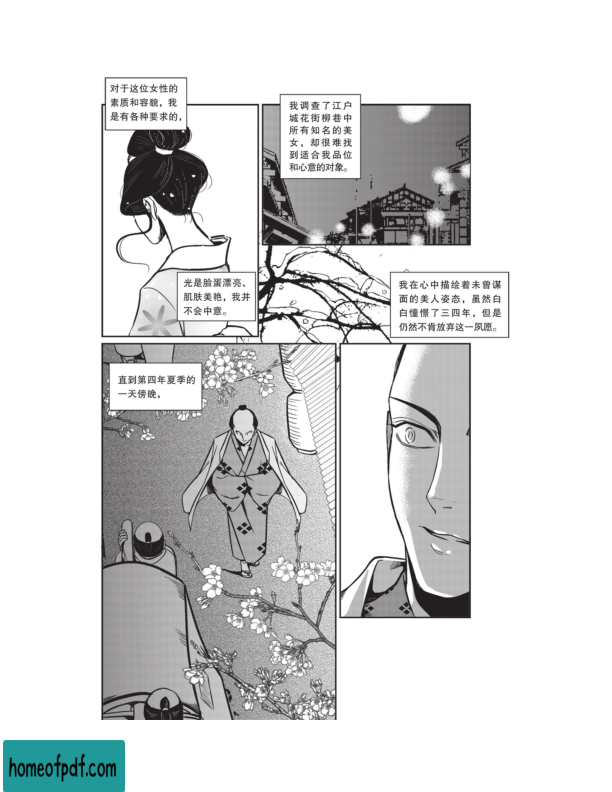 对于这位女性的
素质和容貌，我
是有各种要求的，
我调查了江户
城花街柳巷中
所有知名的美
女，却很难找
到适合我品位
和心意的对象。
光是脸蛋漂亮、
肌肤美艳，我并
不会中意。
我在心中描绘着未曾谋
面的美人姿态，虽然白
白憧憬了三四年，但是
仍然不肯放弃这一夙愿。
直到第四年夏季的
一天傍晚，
homeofpdf.com